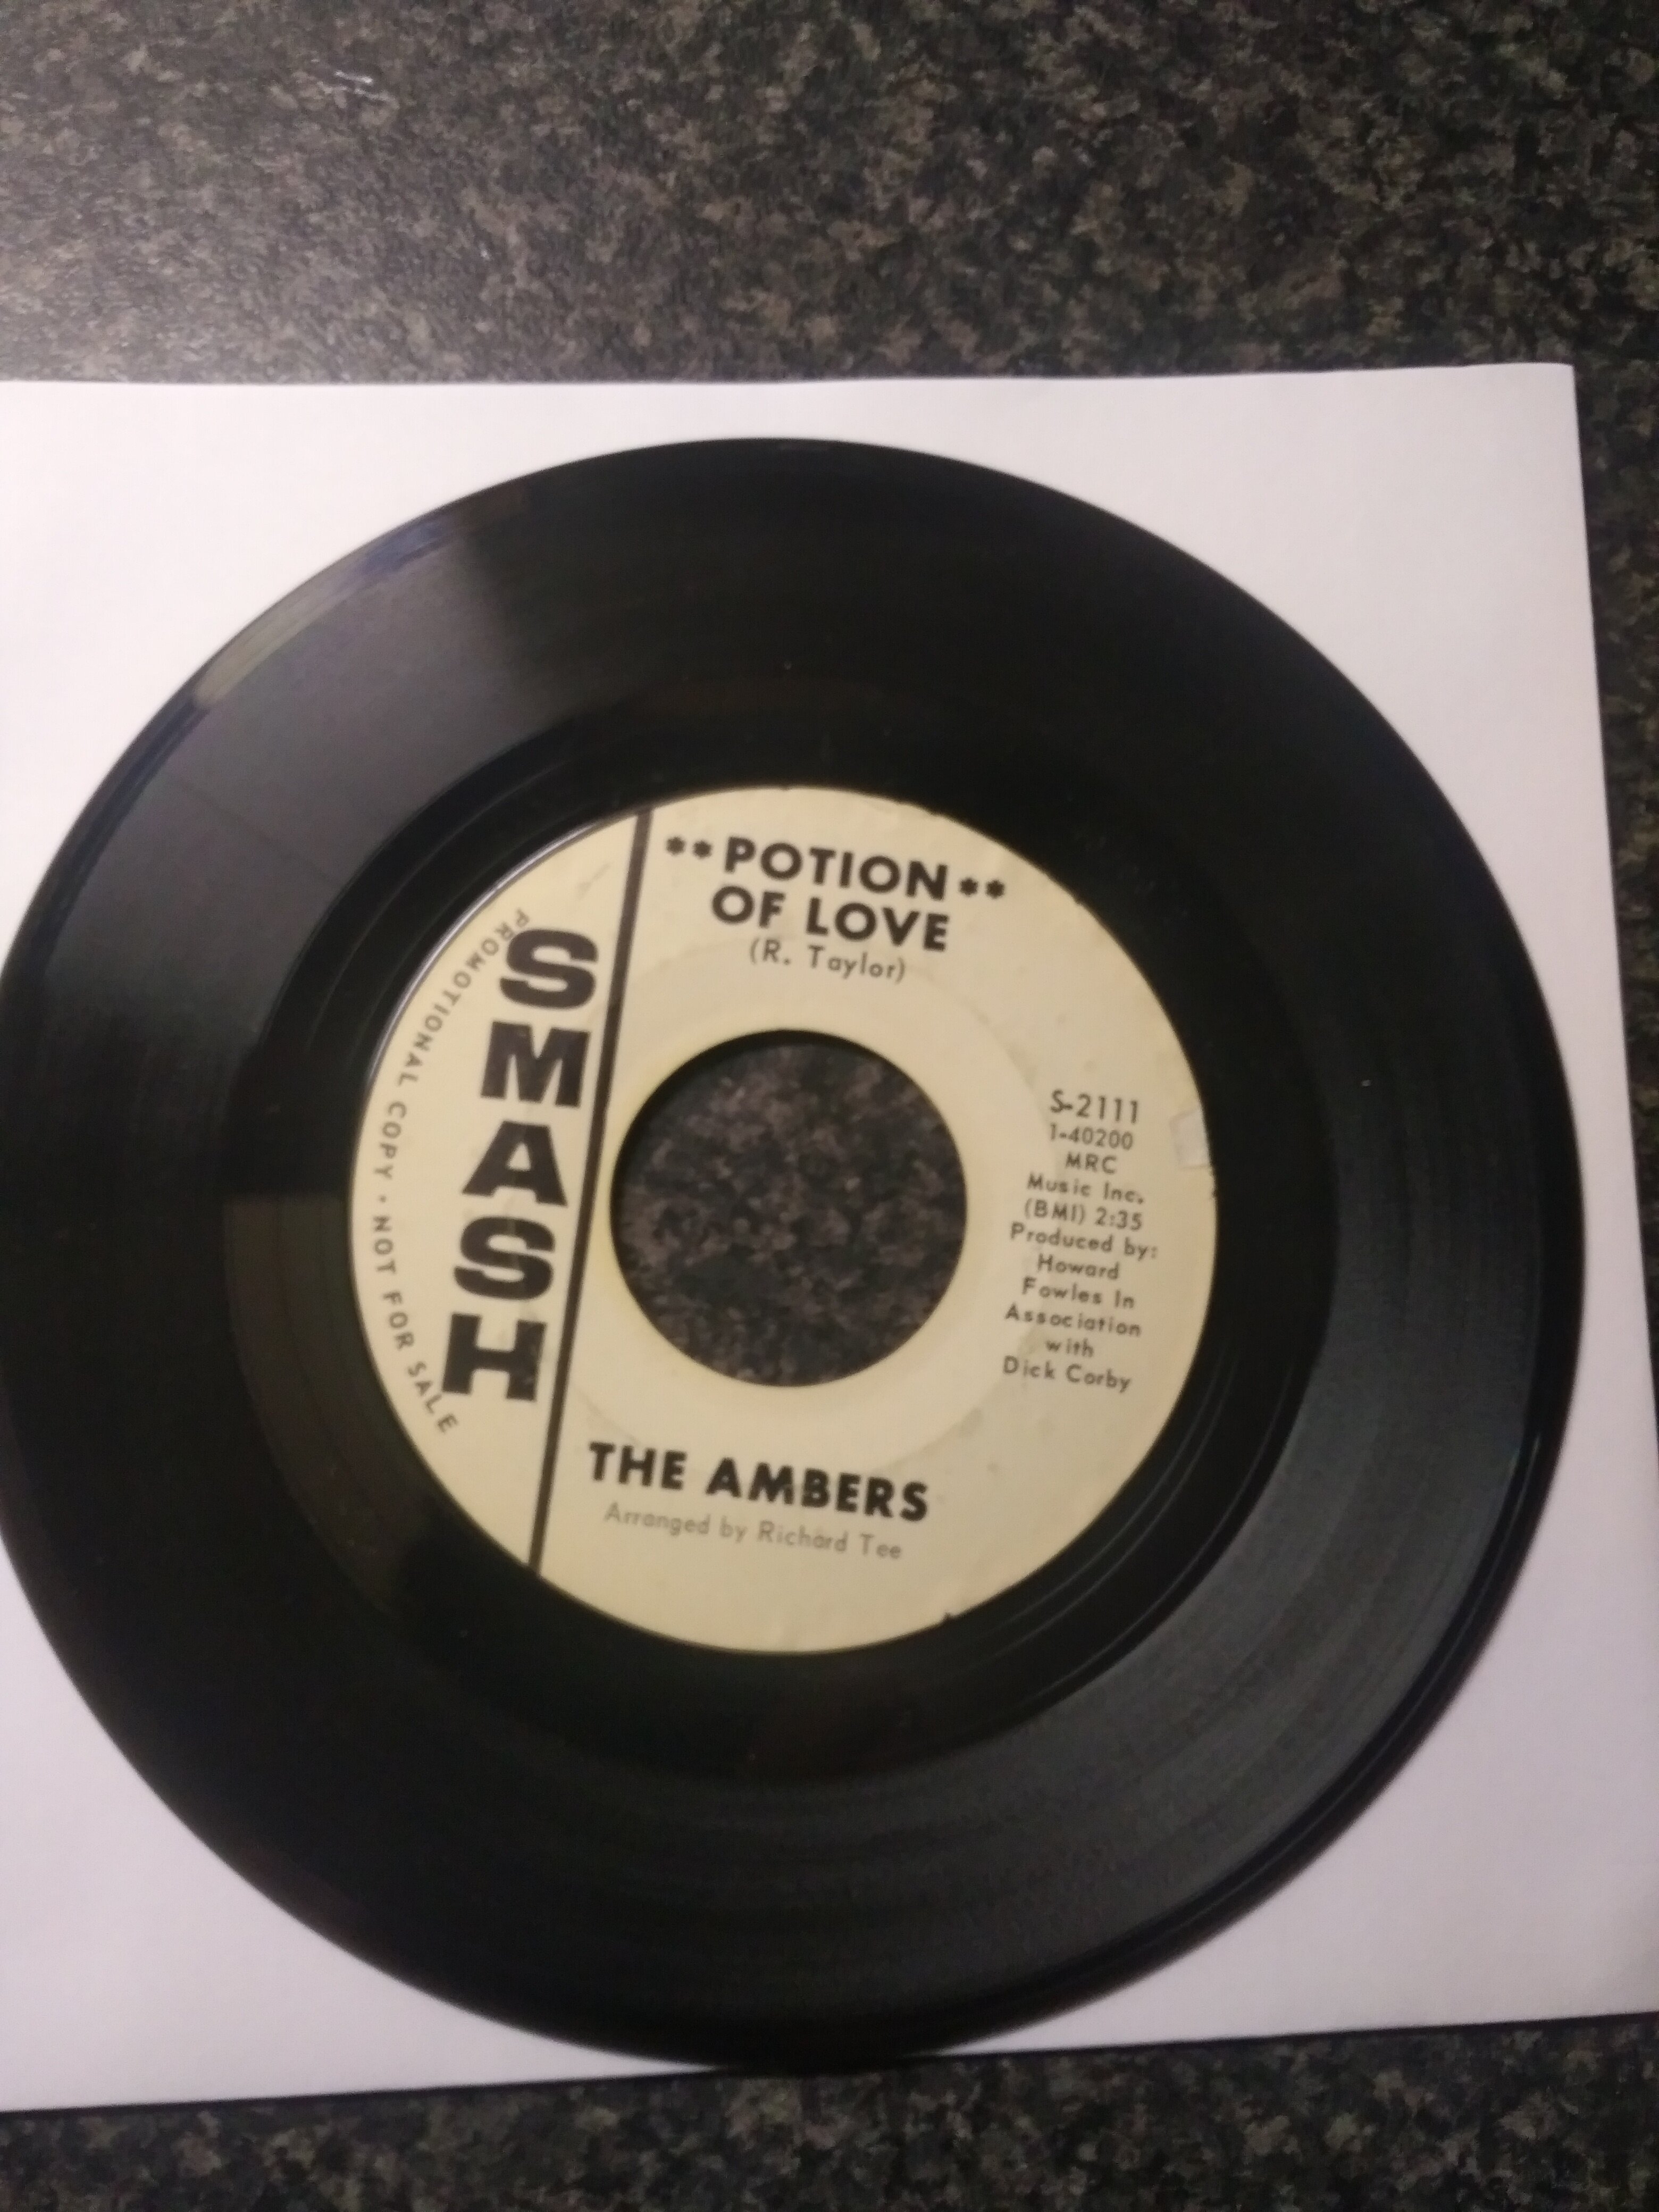 **POTION**
OF LOVE
(R. Taylor)
SMASH
PROMOTIONAL COPY • NOT FOR SALE
S-2111
1-40200
MRC
Music Inc.
(BMI) 2:35
Produced by:
Howard
Fowles In
Association
with
Dick Corby
THE AMBERS
Arranged by Richard Tee